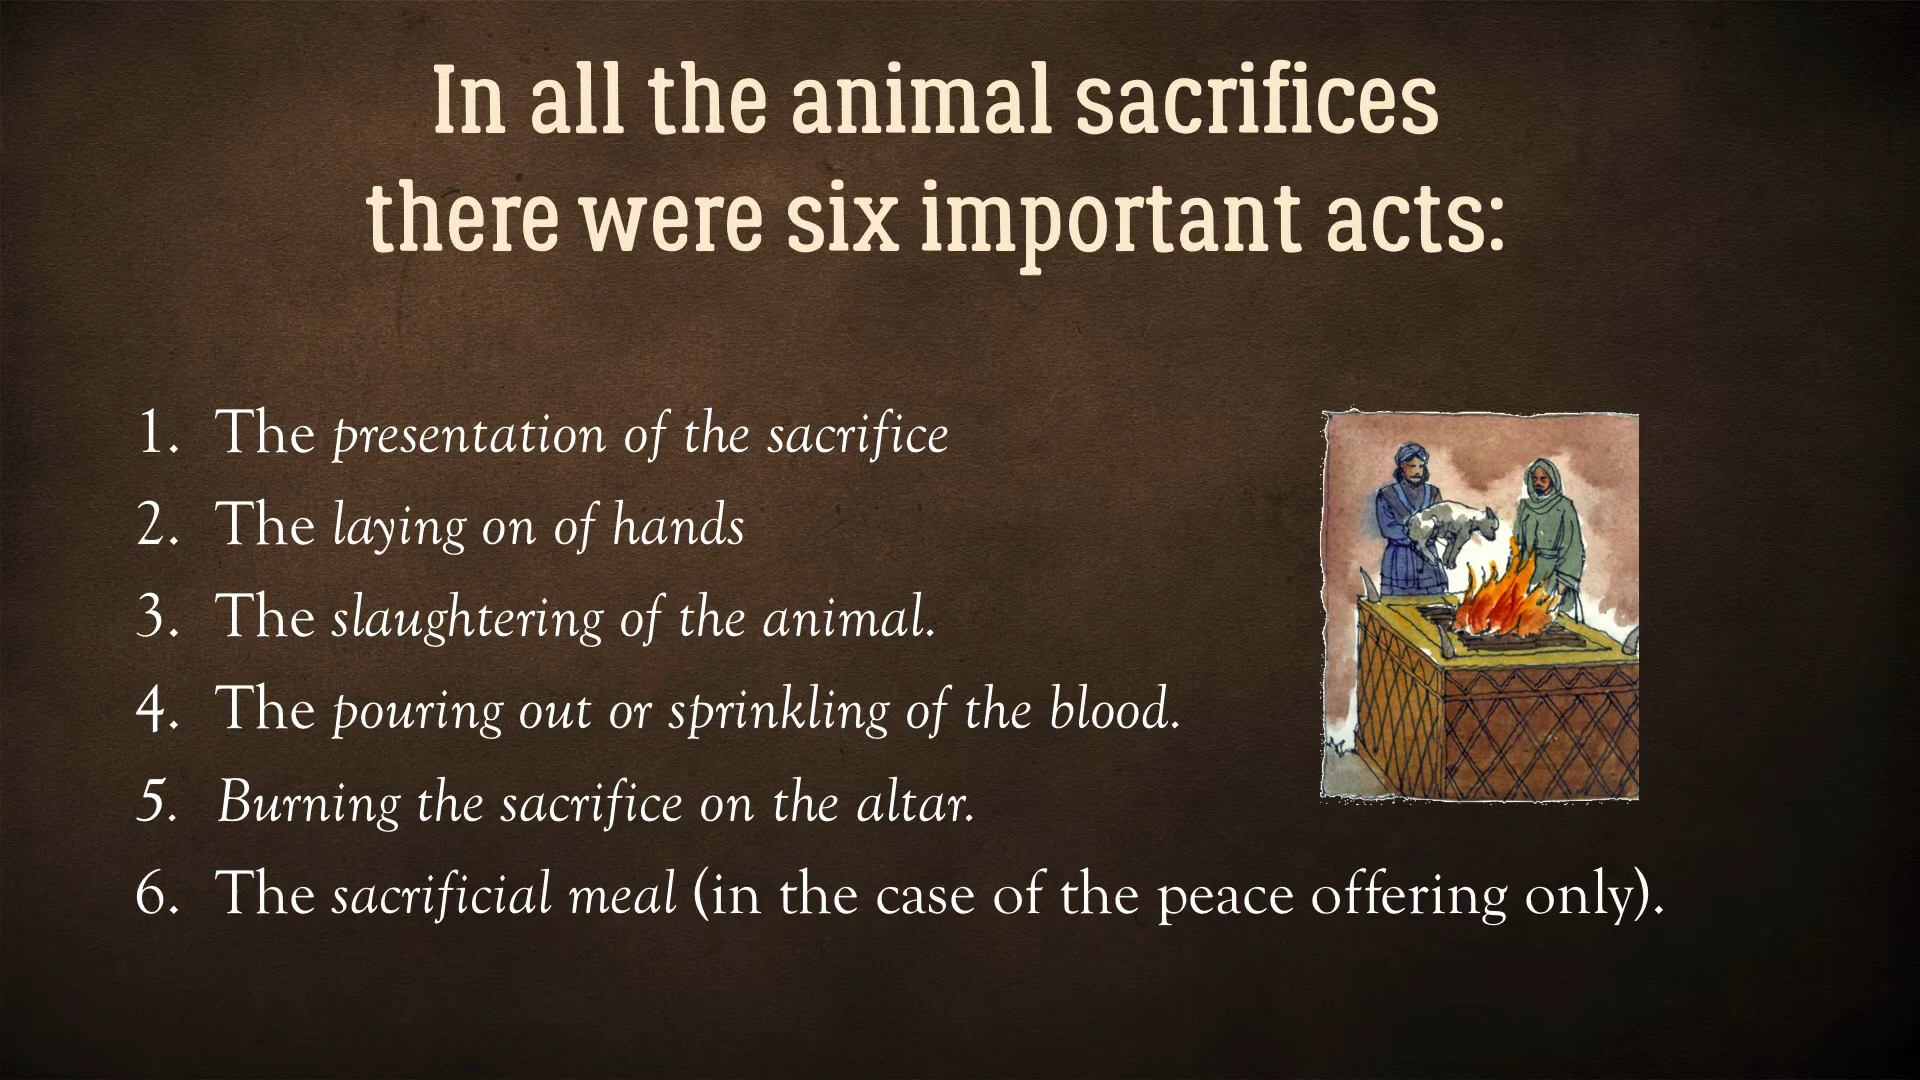 In all the animal sacrifices
there were six important acts:
1. The presentation of the sacrifice
2. The laying on of hands
3. The slaughtering of the animal.
4. The pouring out or sprinkling of the blood.
5. Burning the sacrifice on the altar.
6. The sacrificial meal (in the case of the peace offering only).